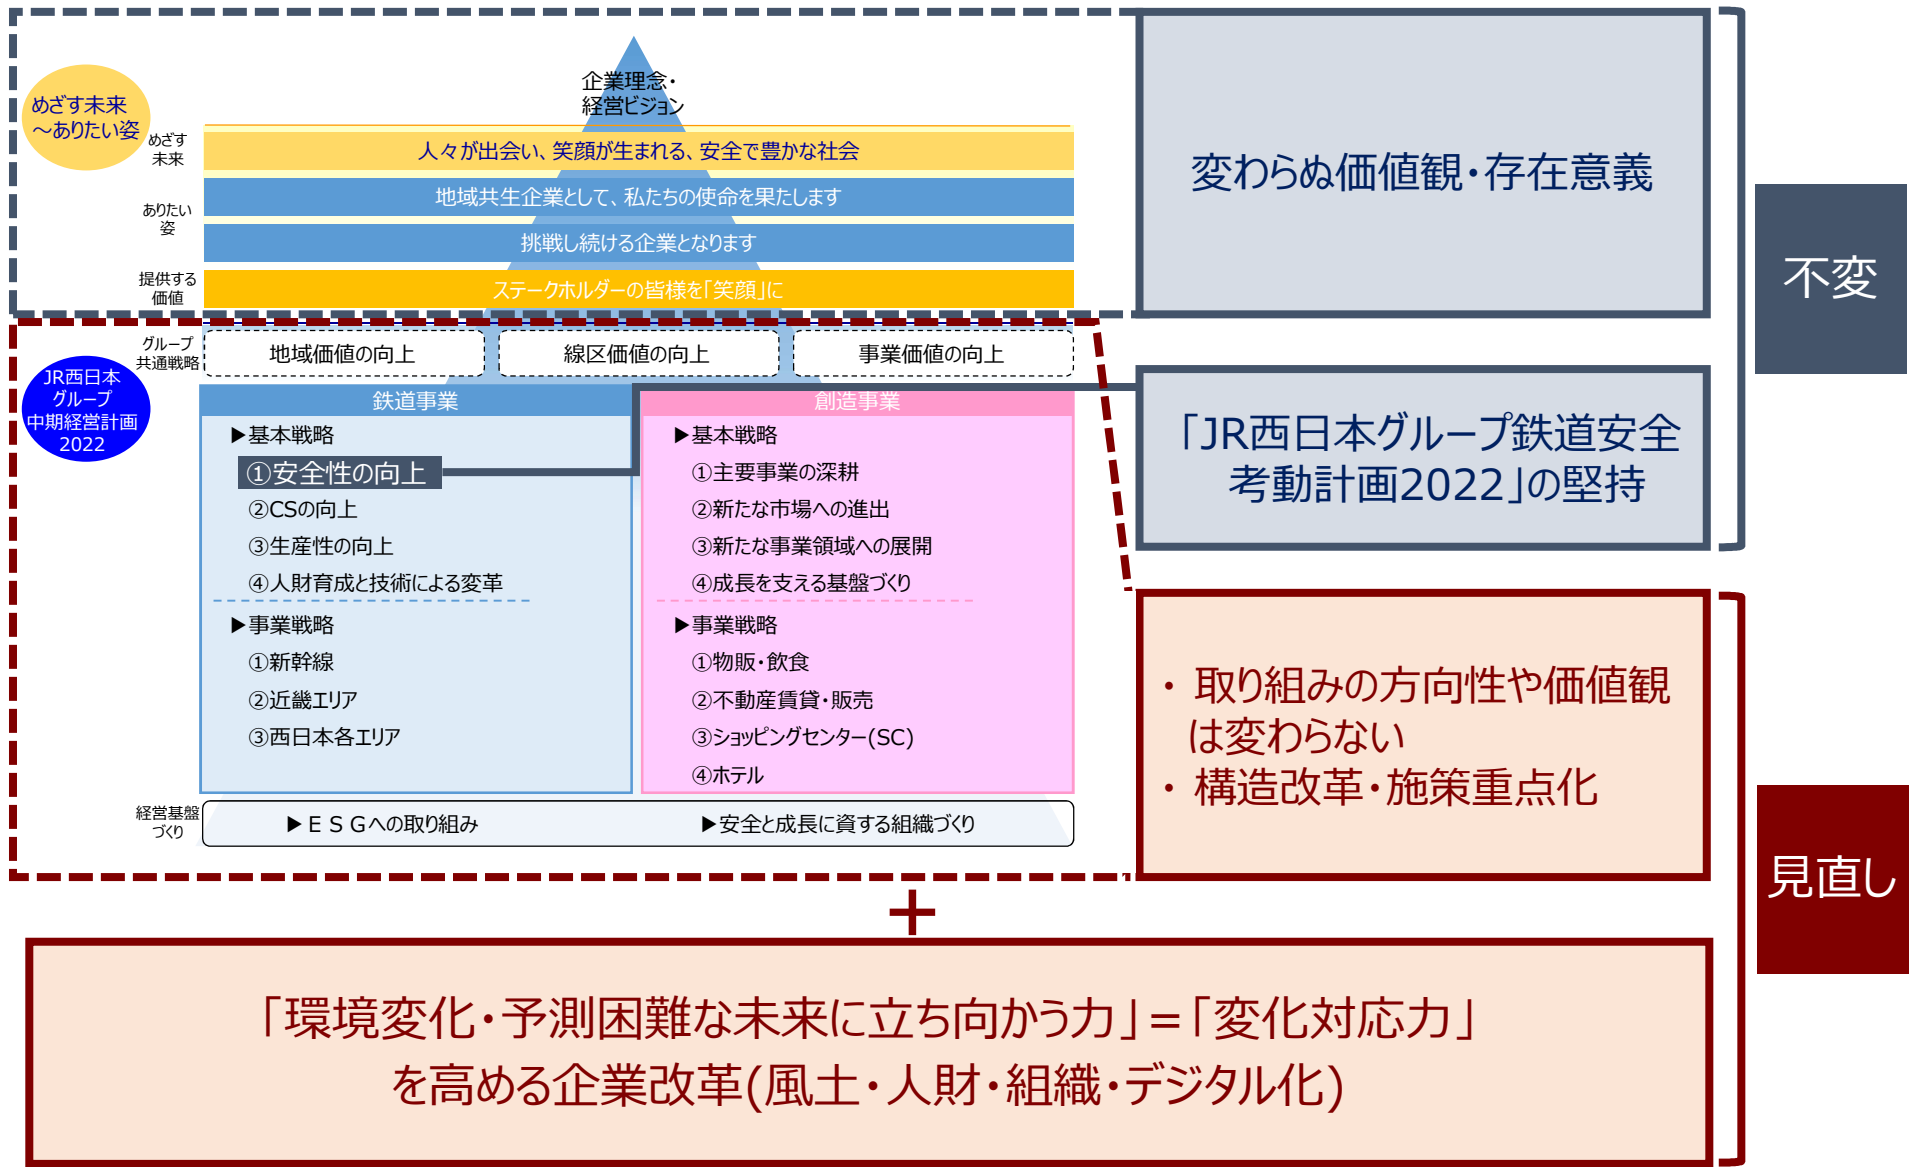 企業理念・
経営ビジョン
めざす未来
～ありたい姿
めざす
未来
人々が出会い、笑顔が生まれる、安全で豊かな社会
ありたい
姿
地域共生企業として、私たちの使命を果たします
挑戦し続ける企業となります
提供する
価値
ステークホルダーの皆様を「笑顔」に
変わらぬ価値観・存在意義
不変
グループ
共通戦略
地域価値の向上
線区価値の向上
事業価値の向上
JR西日本
グループ
中期経営計画
2022
鉄道事業
▶基本戦略
①安全性の向上
②CSの向上
③生産性の向上
④人財育成と技術による変革
▶事業戦略
①新幹線
②近畿エリア
③西日本各エリア
創造事業
▶基本戦略
①主要事業の深耕
②新たな市場への進出
③新たな事業領域への展開
④成長を支える基盤づくり
▶事業戦略
①物販・飲食
②不動産賃貸・販売
③ショッピングセンター(SC)
④ホテル
「JR西日本グループ鉄道安全
考動計画2022」の堅持
経営基盤
づくり
▶ＥＳＧへの取り組み
▶安全と成長に資する組織づくり
・ 取り組みの方向性や価値観
は変わらない
・ 構造改革・施策重点化
見直し
＋
「環境変化・予測困難な未来に立ち向かう力」＝「変化対応力」
を高める企業改革(風土・人財・組織・デジタル化)